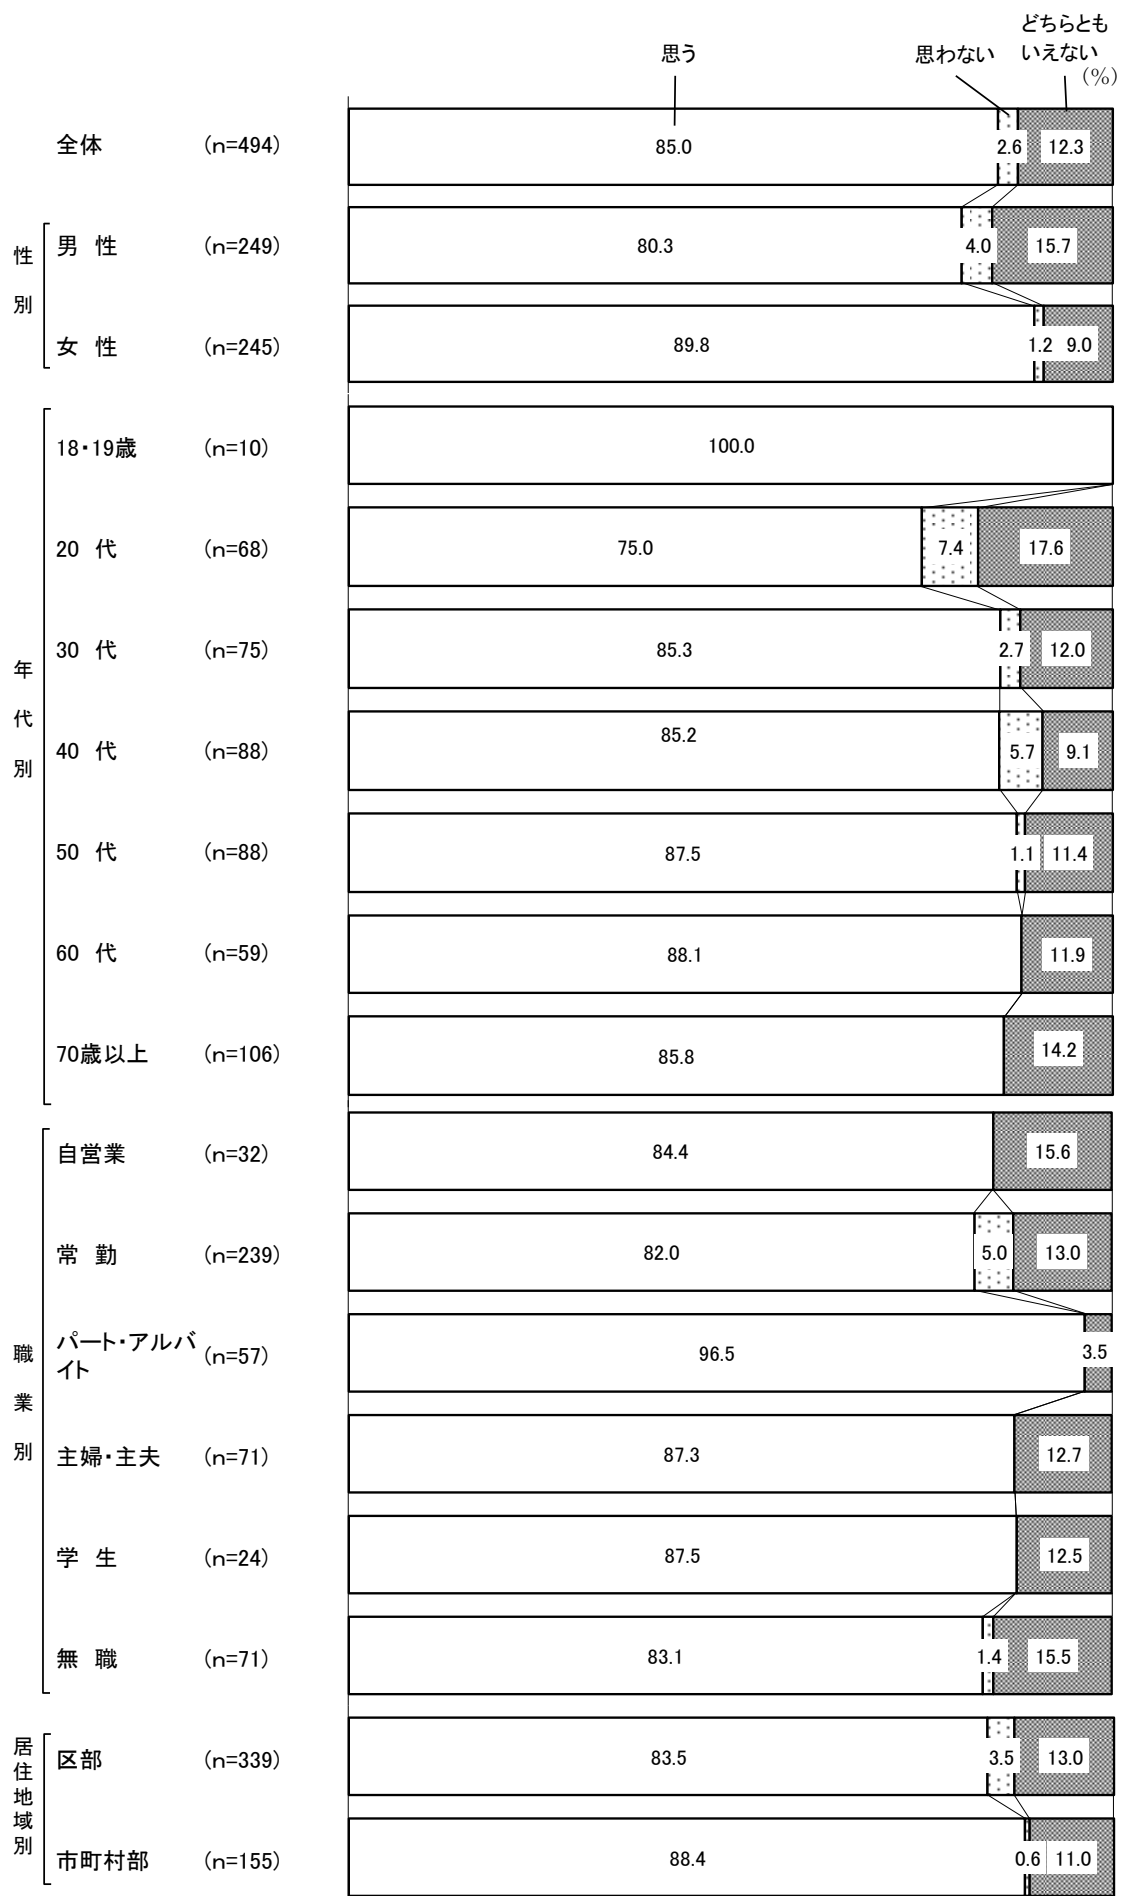 どちらとも
思う 思わない いえない
(%)
全体 (n=494) 85.0 2.6 12.3
性別
男 性 (n=249) 80.3 4.0 15.7
女 性 (n=245) 89.8 1.2 9.0
年代別
18・19歳 (n=10) 100.0
20 代 (n=68) 75.0 7.4 17.6
30 代 (n=75) 85.3 2.7 12.0
40 代 (n=88) 85.2 5.7 9.1
50 代 (n=88) 87.5 1.1 11.4
60 代 (n=59) 88.1 11.9
70歳以上 (n=106) 85.8 14.2
職業別
自営業 (n=32) 84.4 15.6
常 勤 (n=239) 82.0 5.0 13.0
パート・アルバ
イト (n=57) 96.5 3.5
主婦・主夫 (n=71) 87.3 12.7
学 生 (n=24) 87.5 12.5
無 職 (n=71) 83.1 1.4 15.5
居住地域別
区部 (n=339) 83.5 3.5 13.0
市町村部 (n=155) 88.4 0.6 11.0